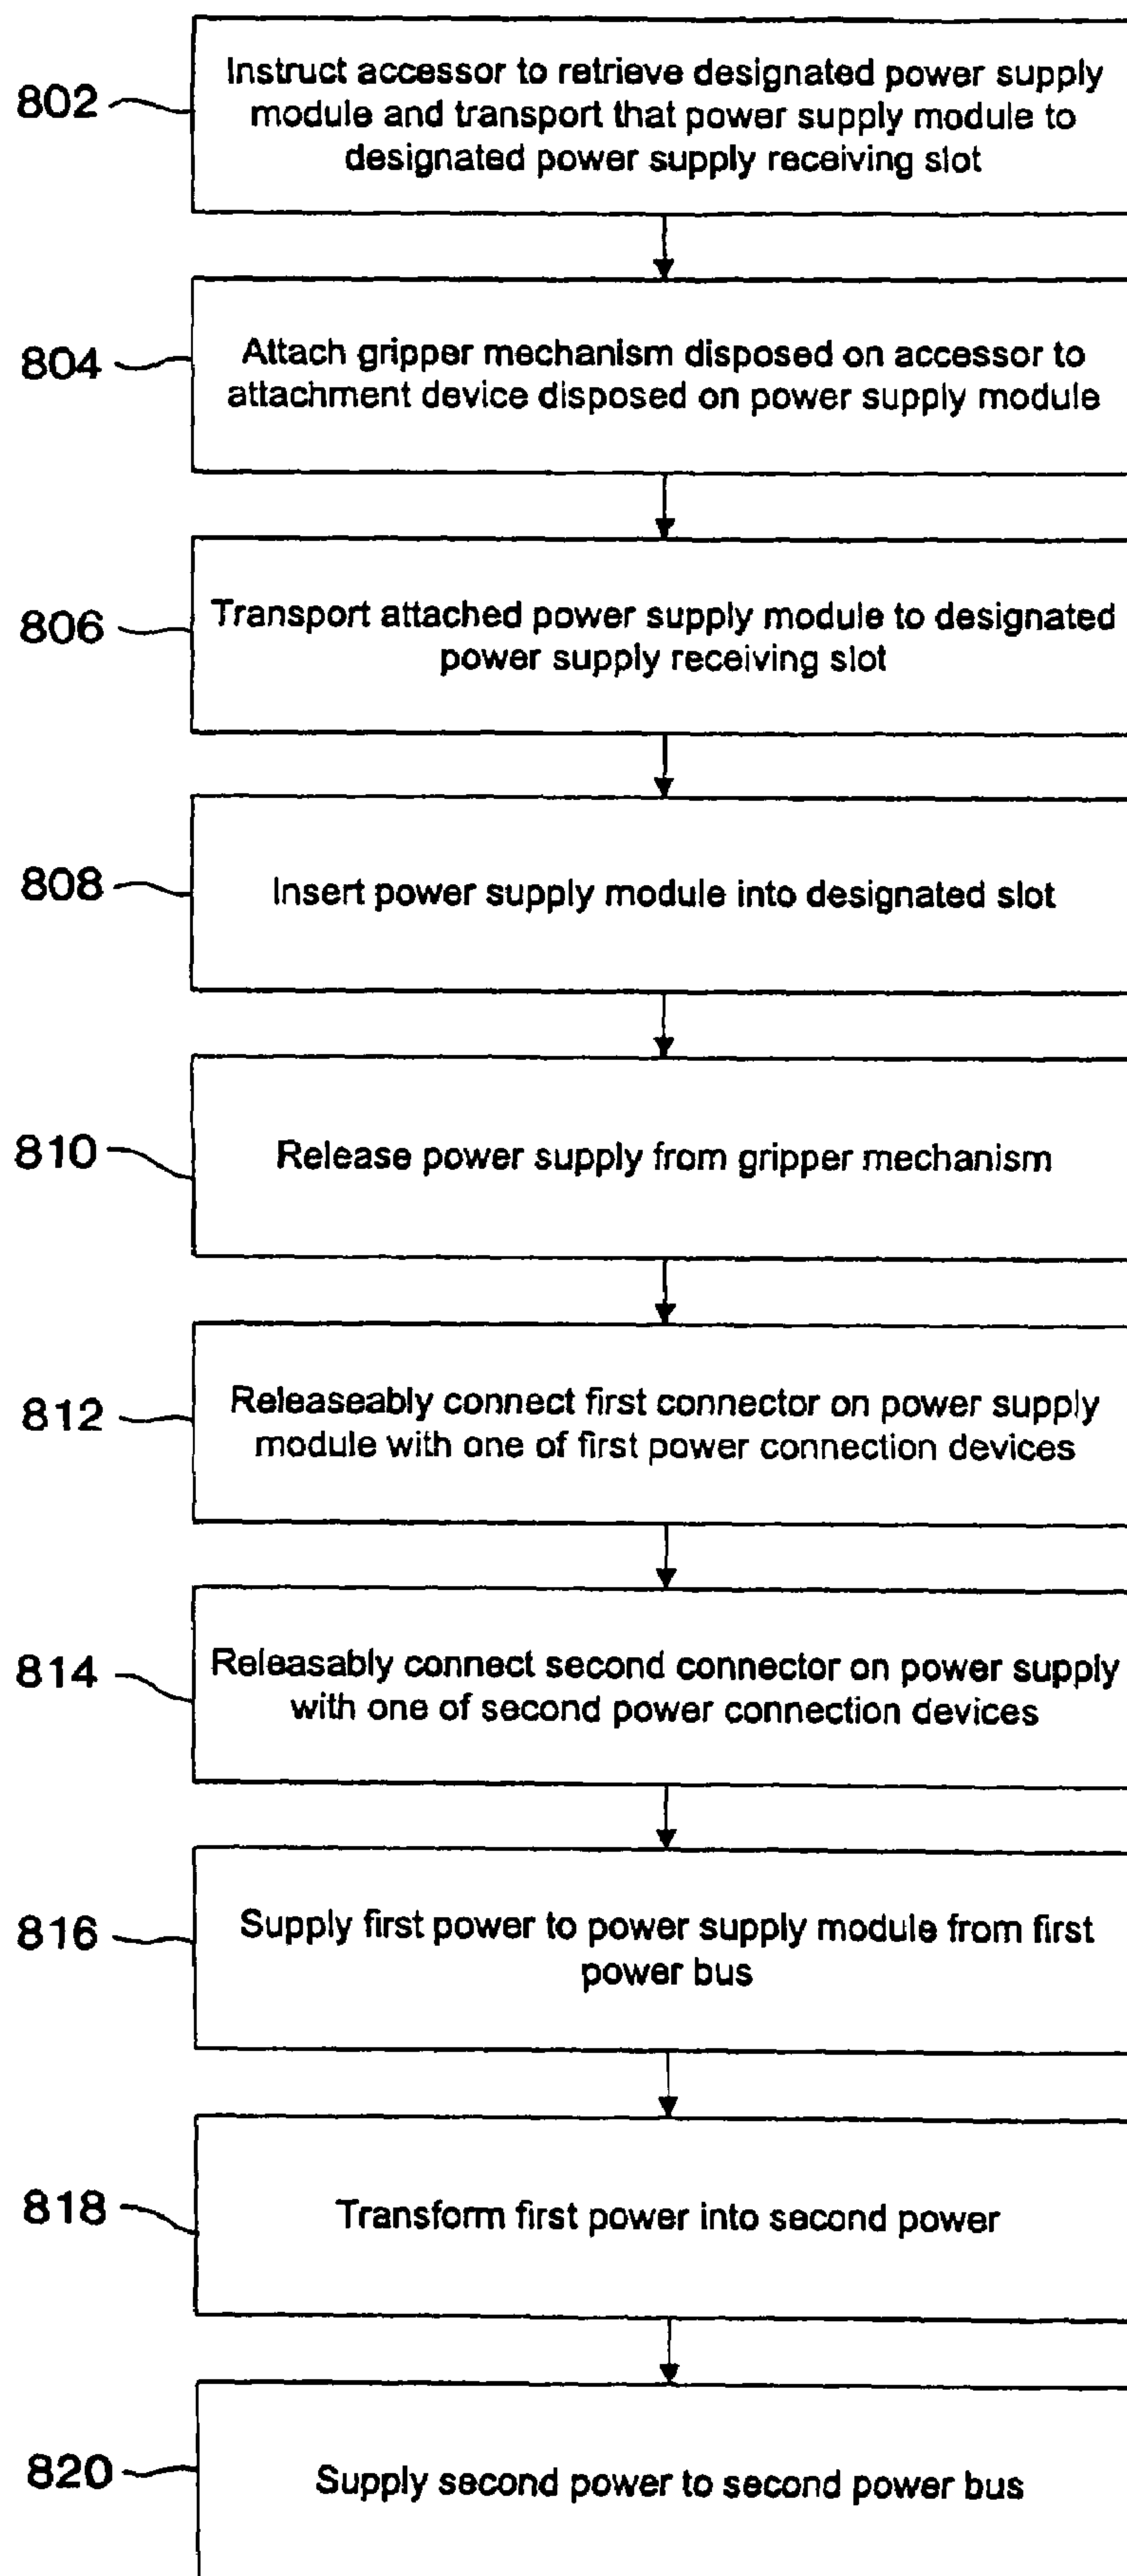 802
Instruct accessor to retrieve designated power supply
module and transport that power supply module to
designated power supply receiving slot
804
Attach gripper mechanism disposed on accessor to
attachment device disposed on power supply module
806
Transport attached power supply module to designated
power supply receiving slot
808
Insert power supply module into designated slot
810
Release power supply from gripper mechanism
812
Releaseably connect first connector on power supply
module with one of first power connection devices
814
Releasably connect second connector on power supply
with one of second power connection devices
816
Supply first power to power supply module from first
power bus
818
Transform first power into second power
820
Supply second power to second power bus